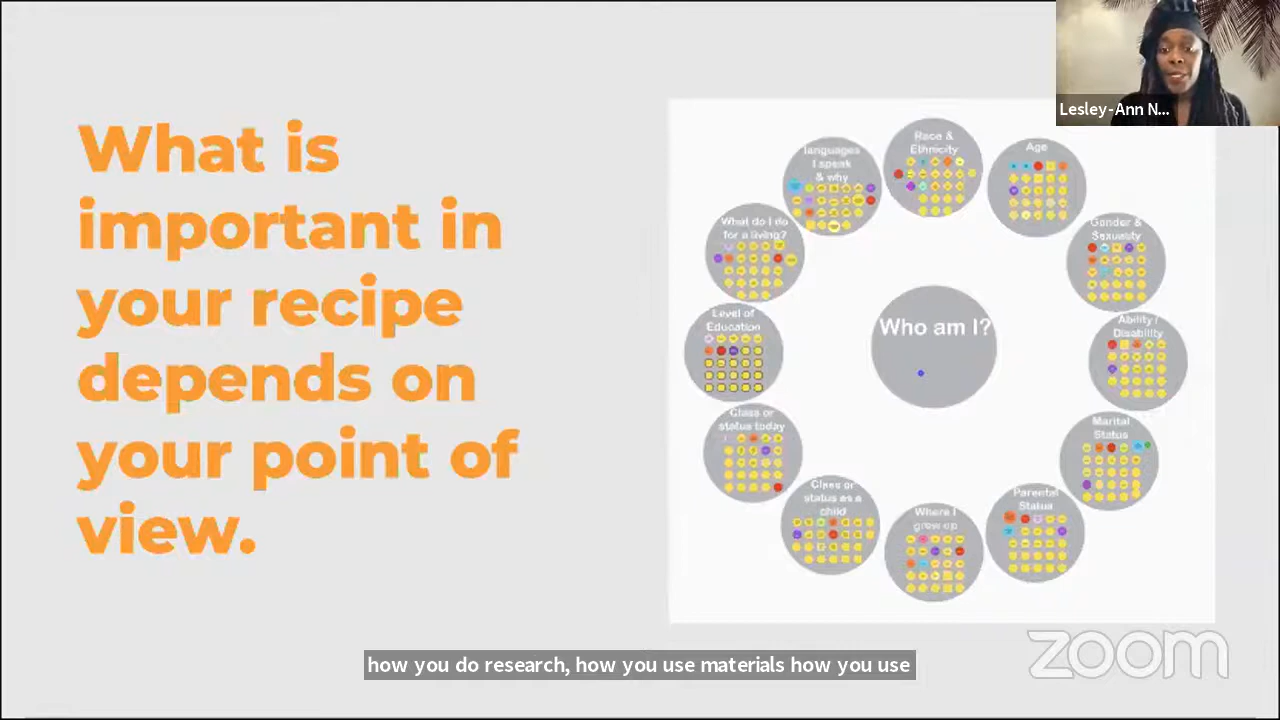 What is
important in
your recipe
depends on
your point of
view.
Who am I?
Race &
Ethnicity
Age
Gender &
Sexuality
Ability /
Disability
Marital
Status
Parental
Status
Where I
grew up
Class or
status as a
child
Class or
status today
Level of
Education
What do I do
for a living?
languages
I speak
& why
Lesley-Ann N...
how you do research, how you use materials how you use
zoom